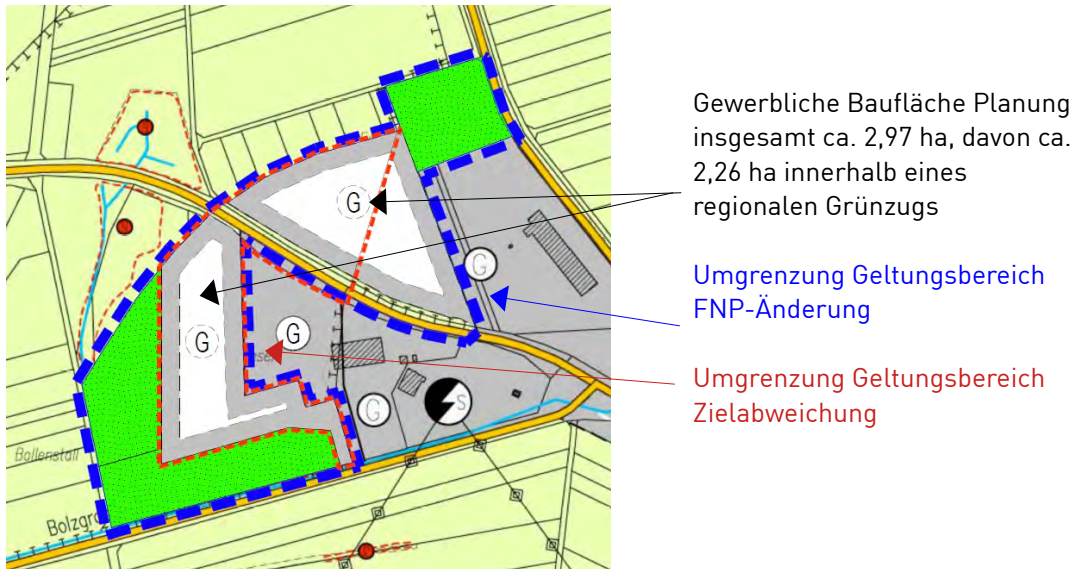 Gewerbliche Baufläche Planung
insgesamt ca. 2,97 ha, davon ca.
2,26 ha innerhalb eines
regionalen Grünzugs
Umgrenzung Geltungsbereich
FNP-Änderung
Umgrenzung Geltungsbereich
Zielabweichung
G
G
G
G
G
S
Bollenstall